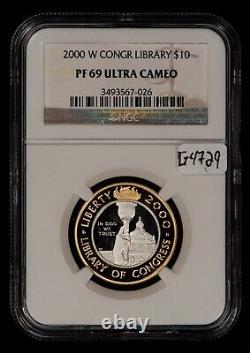 2000 W CONGR LIBRARY $10
PF 69 ULTRA CAMEO
3493567-026
NGC
G4729
LIBERTY 2000
IN GOD
WE TRUST
LIBRARY OF CONGRESS